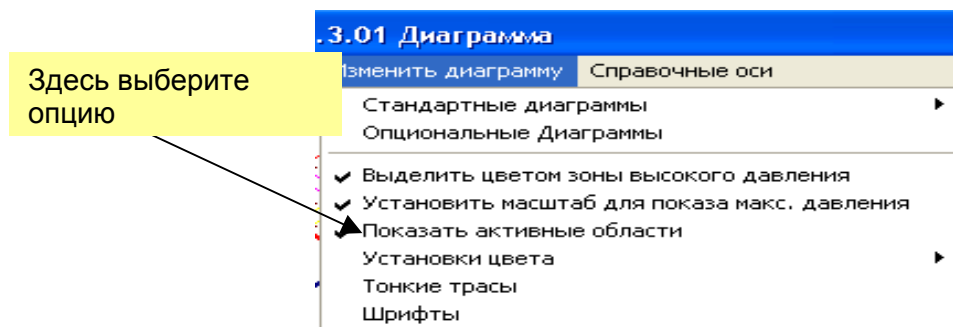 .3.01 Диаграмма
Здесь выберите
опцию
Изменить диаграмму Справочные оси
Стандартные диаграммы
Опциональные Диаграммы
Выделить цветом зоны высокого давления
Установить масштаб для показа макс. давления
Показать активные области
Установки цвета
Тонкие трасы
Шрифты